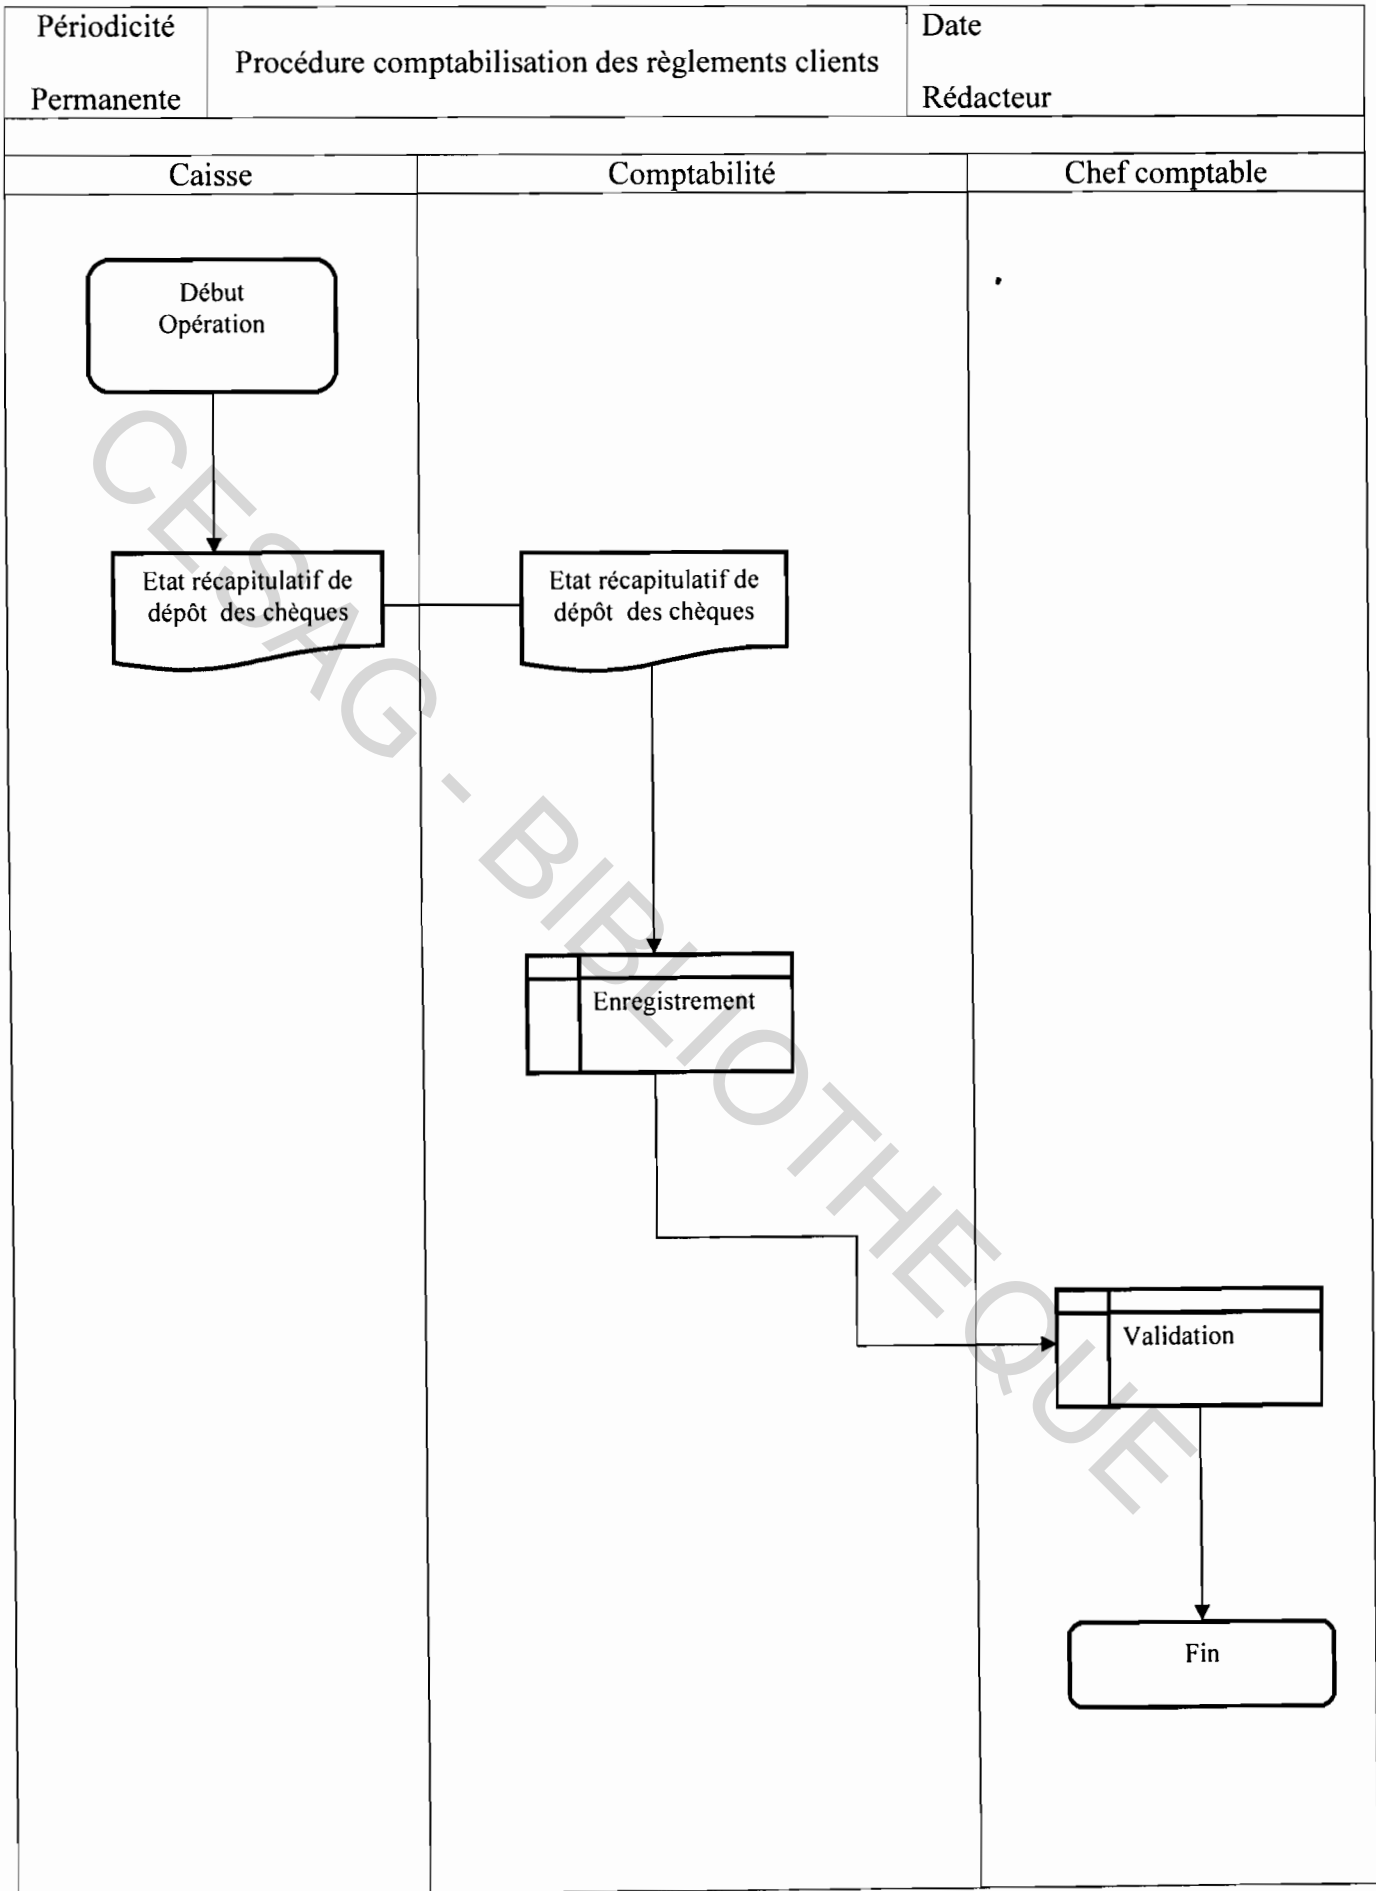 Périodicité
Permanente
Procédure comptabilisation des règlements clients
Date
Rédacteur
Caisse
Comptabilité
Chef comptable
Début
Opération
Etat récapitulatif de
dépôt des chèques
Etat récapitulatif de
dépôt des chèques
Enregistrement
Validation
Fin
CESAG - BIBLIOTHEQUE